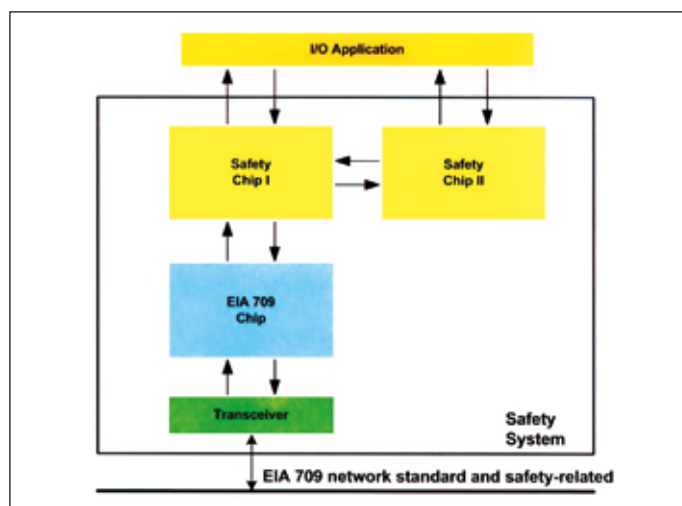 I/O Application
Safety
Chip I
Safety
Chip II
EIA 709
Chip
Transceiver
Safety
System
EIA 709 network standard and safety-related